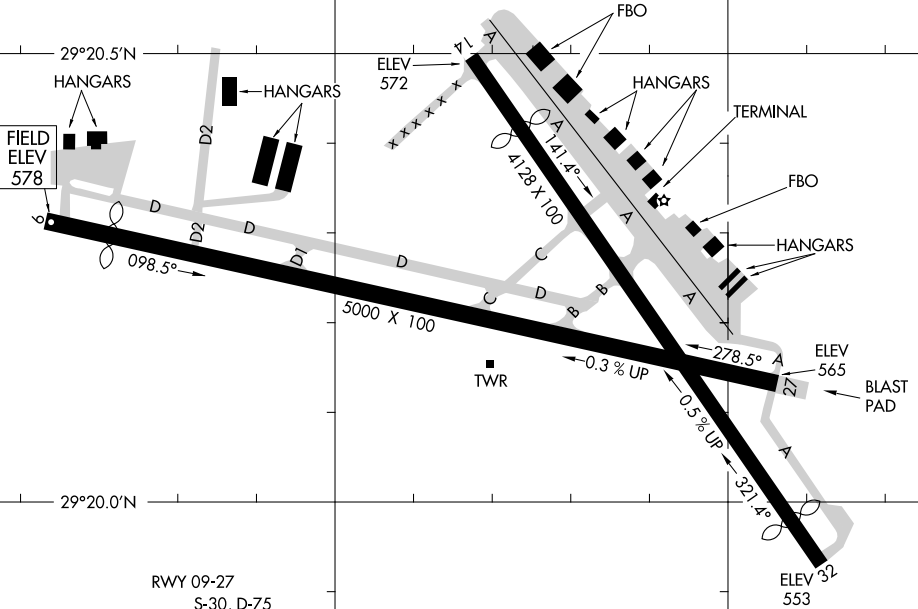 FBO
A
14
29°20.5'N
ELEV
572
HANGARS
HANGARS
HANGARS
TERMINAL
x x x x x x
D2
A
FIELD
ELEV
578
141.4°
4128 X 100
FBO
9
D
D2
D
A
HANGARS
D1
098.5°
D
C
C
D
B
B
A
5000 X 100
0.3 % UP
278.5°
A
ELEV
565
TWR
27
BLAST
PAD
0.5 % UP
A
321.4°
29°20.0'N
RWY 09-27
S-30, D-75
ELEV
553
32